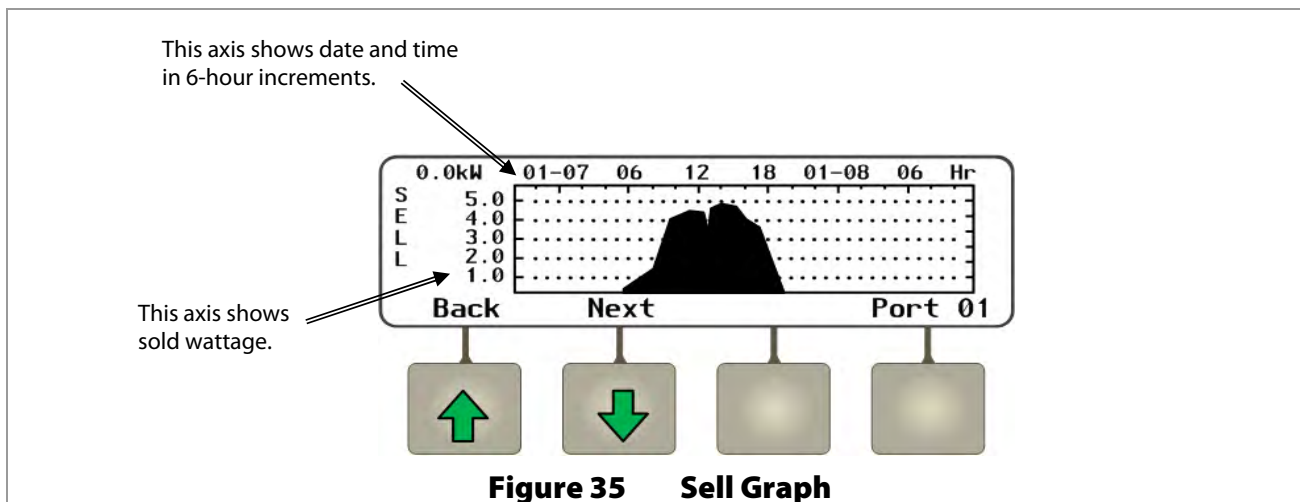 This axis shows date and time
in 6-hour increments.
0.0kW 01-07 06 12 18 01-08 06 Hr
SELL
5.0
4.0
3.0
2.0
1.0
This axis shows
sold wattage.
Back Next Port 01
Figure 35 Sell Graph